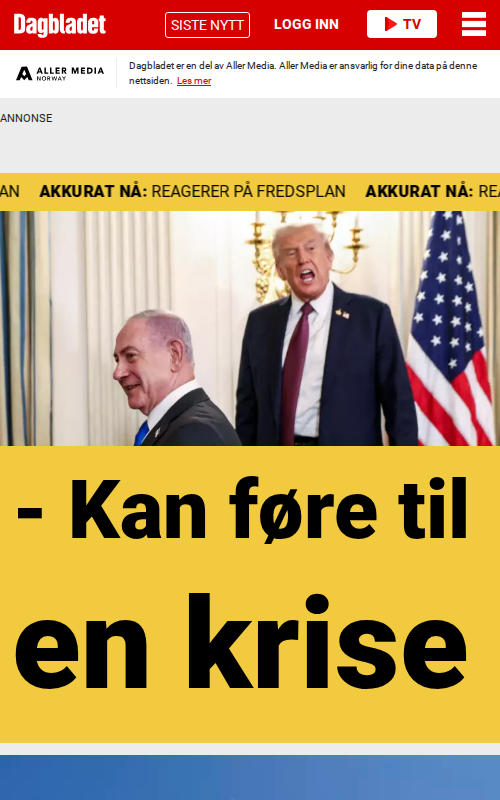 Dagbladet
SISTE NYTT
LOGG INN
TV
ALLER MEDIA
NORWAY
Dagbladet er en del av Aller Media. Aller Media er ansvarlig for dine data på denne
nettsiden. Les mer
ANNONSE
AN AKKURAT NÅ: REAGERER PÅ FREDSPLAN AKKURAT NÅ: REA
- Kan føre til
en krise